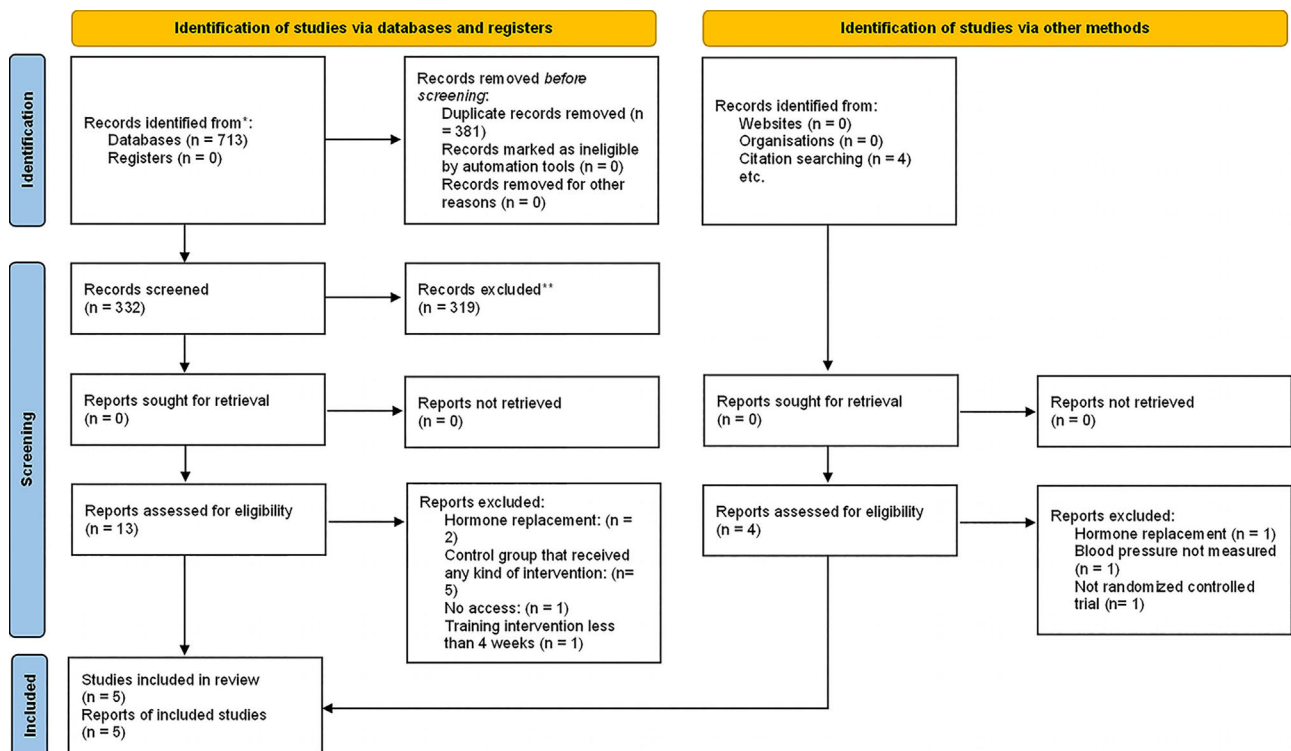 Identification of studies via databases and registers
Identification of studies via other methods
Identification
Records identified from*:
Databases (n = 713)
Registers (n = 0)
Records removed before
screening:
Duplicate records removed (n
= 381)
Records marked as ineligible
by automation tools (n = 0)
Records removed for other
reasons (n = 0)
Records identified from:
Websites (n = 0)
Organisations (n = 0)
Citation searching (n = 4)
etc.
Screening
Records screened
(n = 332)
Records excluded**
(n = 319)
Reports sought for retrieval
(n = 0)
Reports not retrieved
(n = 0)
Reports sought for retrieval
(n = 0)
Reports not retrieved
(n = 0)
Reports assessed for eligibility
(n = 13)
Reports excluded:
Hormone replacement: (n =
2)
Control group that received
any kind of intervention: (n=
5)
No access: (n = 1)
Training intervention less
than 4 weeks (n = 1)
Reports assessed for eligibility
(n = 4)
Reports excluded:
Hormone replacement (n = 1)
Blood pressure not measured
(n = 1)
Not randomized controlled
trial (n= 1)
Included
Studies included in review
(n = 5)
Reports of included studies
(n = 5)